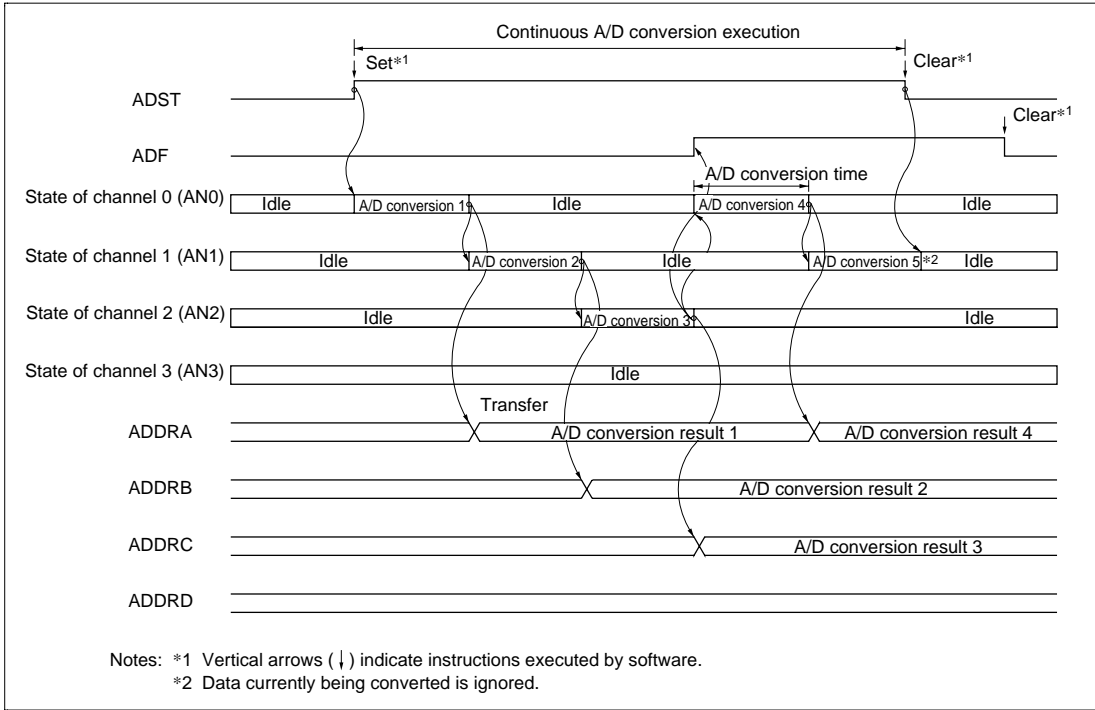 Continuous A/D conversion execution
Set*1
Clear*1
ADST
Clear*1
ADF
A/D conversion time
State of channel 0 (AN0)
Idle
A/D conversion 1
Idle
A/D conversion 4
Idle
State of channel 1 (AN1)
Idle
A/D conversion 2
Idle
A/D conversion 5
*2
Idle
State of channel 2 (AN2)
Idle
A/D conversion 3
Idle
State of channel 3 (AN3)
Idle
Transfer
ADDRA
A/D conversion result 1
A/D conversion result 4
ADDRB
A/D conversion result 2
ADDRC
A/D conversion result 3
ADDRD
Notes: *1 Vertical arrows (↓) indicate instructions executed by software.
*2 Data currently being converted is ignored.